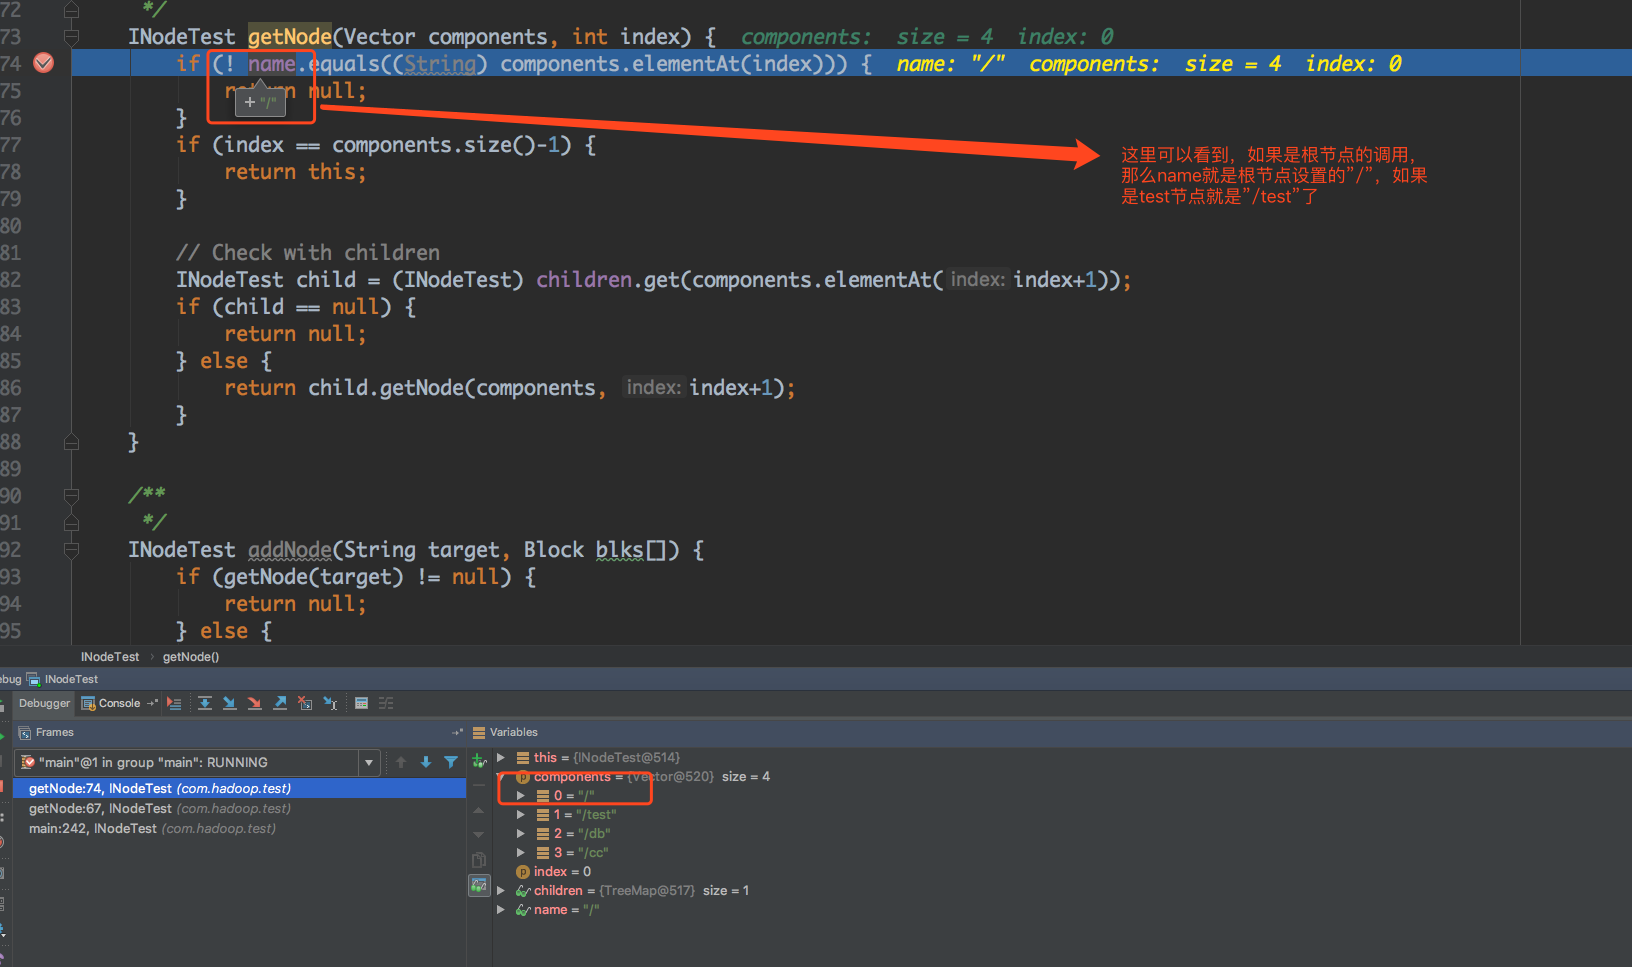 72 */
73 INodeTest getNode(Vector components, int index) { components: size = 4 index: 0
74 if (! name.equals((String) components.elementAt(index))) { name: "/" components: size = 4 index: 0
75 return null;
+ "/"
76 }
77 if (index == components.size()-1) {
78 return this;
79 }
80
81 // Check with children
82 INodeTest child = (INodeTest) children.get(components.elementAt( index: index+1));
83 if (child == null) {
84 return null;
85 } else {
86 return child.getNode(components, index: index+1);
87 }
88 }
89
90 /**
91 */
92 INodeTest addNode(String target, Block blks[]) {
93 if (getNode(target) != null) {
94 return null;
95 } else {
这里可以看到，如果是根节点的调用，
那么name就是根节点设置的”/”，如果
是test节点就是”/test”了
INodeTest › getNode()
ebug INodeTest
Debugger Console
Frames
"main"@1 in group "main": RUNNING
getNode:74, INodeTest (com.hadoop.test)
getNode:67, INodeTest (com.hadoop.test)
main:242, INodeTest (com.hadoop.test)
Variables
this = {INodeTest@514}
components = {Vector@520} size = 4
0 = "/"
1 = "/test"
2 = "/db"
3 = "/cc"
index = 0
children = {TreeMap@517} size = 1
name = "/"